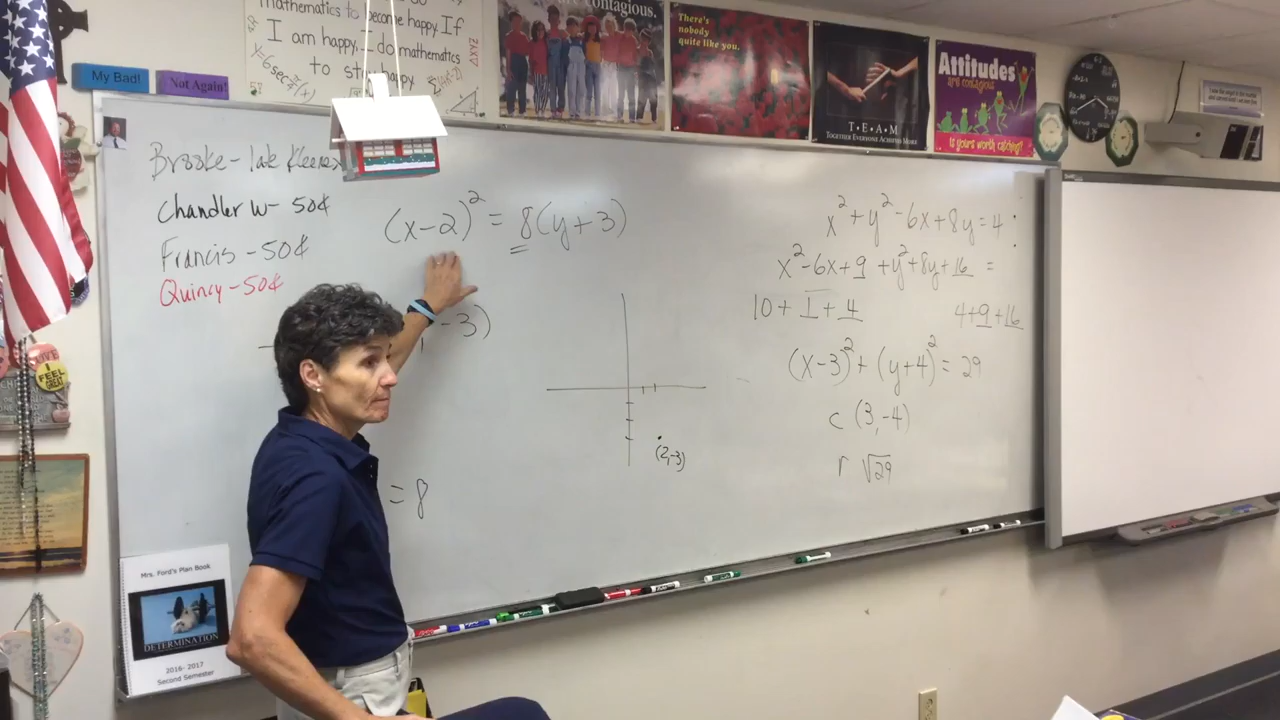 mathematics to become happy. If
I am happy, I do mathematics
to stay happy
contagious.
There's
nobody
quite like you.
T•E•A•M
TOGETHER EVERYONE ACHIEVES MORE
Attitudes
are contagious
Is yours worth catching?
My Bad!
Not Again!
Brooke - late Kleenex
Chandler W - 50¢
Francis - 50¢
Quincy - 50¢
(x-2)² = 8(y+3)
-3)
= 8
(2,-3)
x²+y²-6x+8y=4
x²-6x+9 +y²+8y+16 =
10+1+4
4+9+16
(x-3)²+(y+4)²=29
c (3,-4)
r √29
I FEEL
GREAT
Mrs. Ford's Plan Book
DETERMINATION
2016- 2017
Second Semester